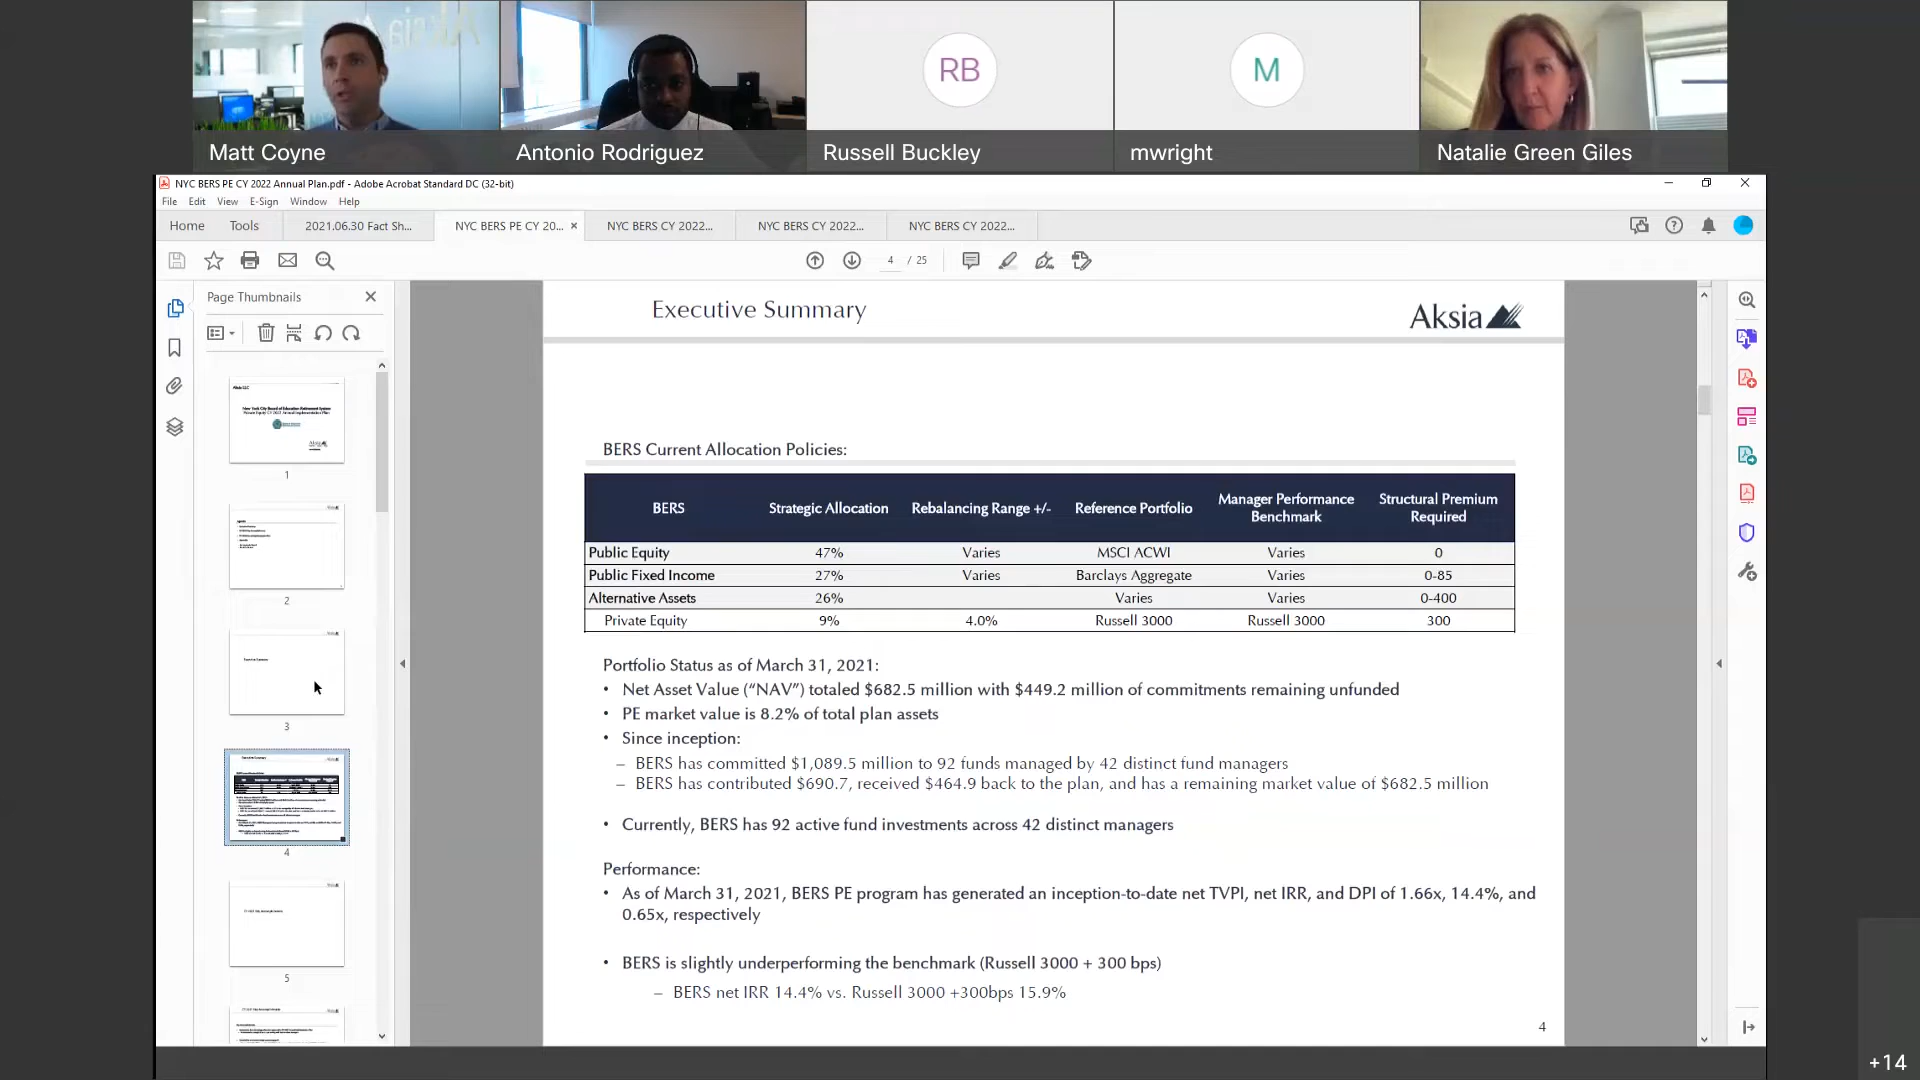 RB
M
Matt Coyne
Antonio Rodriguez
Russell Buckley
mwright
Natalie Green Giles
NYC BERS PE CY 2022 Annual Plan.pdf - Adobe Acrobat Standard DC (32-bit)
File Edit View E-Sign Window Help
Home Tools 2021.06.30 Fact Sh... NYC BERS PE CY 20... × NYC BERS CY 2022... NYC BERS CY 2022... NYC BERS CY 2022...
4 / 25
Page Thumbnails
1
2
3
4
5
Executive Summary
Aksia
BERS Current Allocation Policies:
BERS Strategic Allocation Rebalancing Range +/- Reference Portfolio Manager Performance Benchmark Structural Premium Required
Public Equity 47% Varies MSCI ACWI Varies 0
Public Fixed Income 27% Varies Barclays Aggregate Varies 0-85
Alternative Assets 26% Varies Varies 0-400
Private Equity 9% 4.0% Russell 3000 Russell 3000 300
Portfolio Status as of March 31, 2021:
• Net Asset Value (“NAV”) totaled $682.5 million with $449.2 million of commitments remaining unfunded
• PE market value is 8.2% of total plan assets
• Since inception:
– BERS has committed $1,089.5 million to 92 funds managed by 42 distinct fund managers
– BERS has contributed $690.7, received $464.9 back to the plan, and has a remaining market value of $682.5 million
• Currently, BERS has 92 active fund investments across 42 distinct managers
Performance:
• As of March 31, 2021, BERS PE program has generated an inception-to-date net TVPI, net IRR, and DPI of 1.66x, 14.4%, and
0.65x, respectively
• BERS is slightly underperforming the benchmark (Russell 3000 + 300 bps)
– BERS net IRR 14.4% vs. Russell 3000 +300bps 15.9%
4
+14